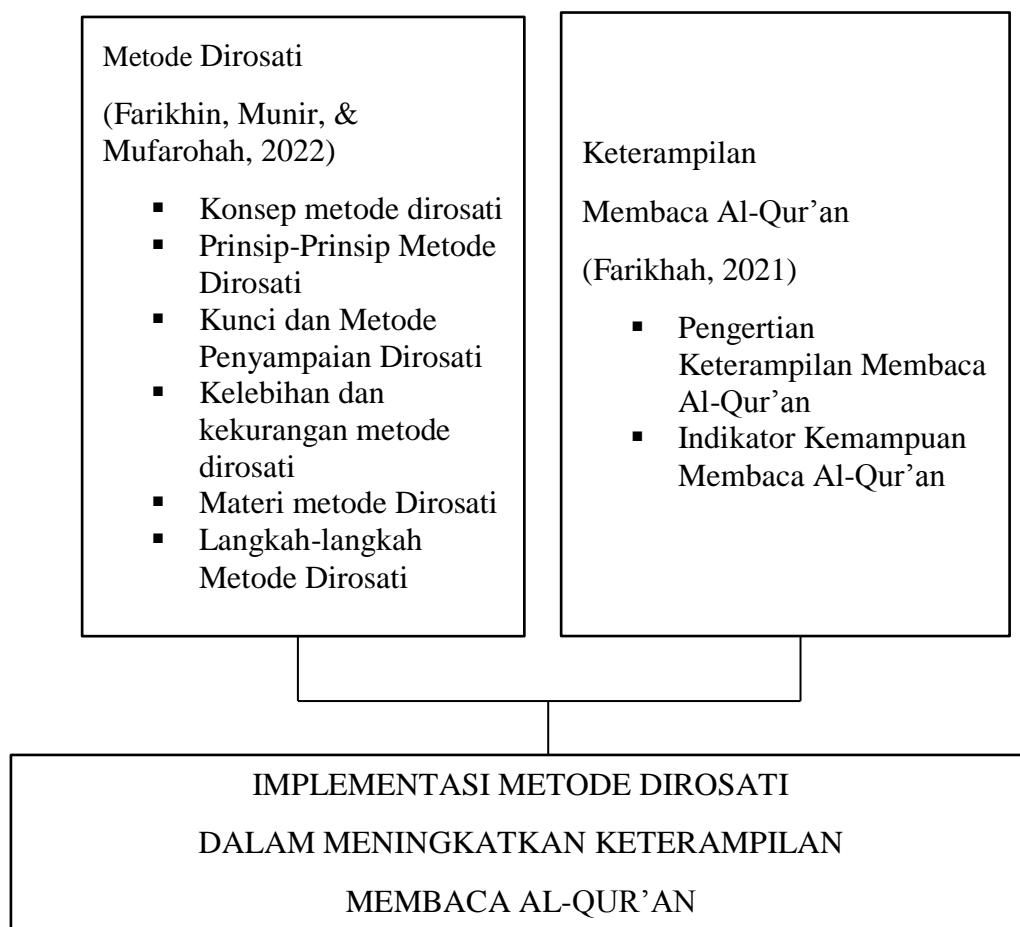 Metode Dirosati
(Farikhin, Munir, &
Mufarohah, 2022)
▪ Konsep metode dirosati
▪ Prinsip-Prinsip Metode
Dirosati
▪ Kunci dan Metode
Penyampaian Dirosati
▪ Kelebihan dan
kekurangan metode
dirosati
▪ Materi metode Dirosati
▪ Langkah-langkah
Metode Dirosati
Keterampilan
Membaca Al-Qur’an
(Farikhah, 2021)
▪ Pengertian
Keterampilan Membaca
Al-Qur’an
▪ Indikator Kemampuan
Membaca Al-Qur’an
IMPLEMENTASI METODE DIROSATI
DALAM MENINGKATKAN KETERAMPILAN
MEMBACA AL-QUR’AN